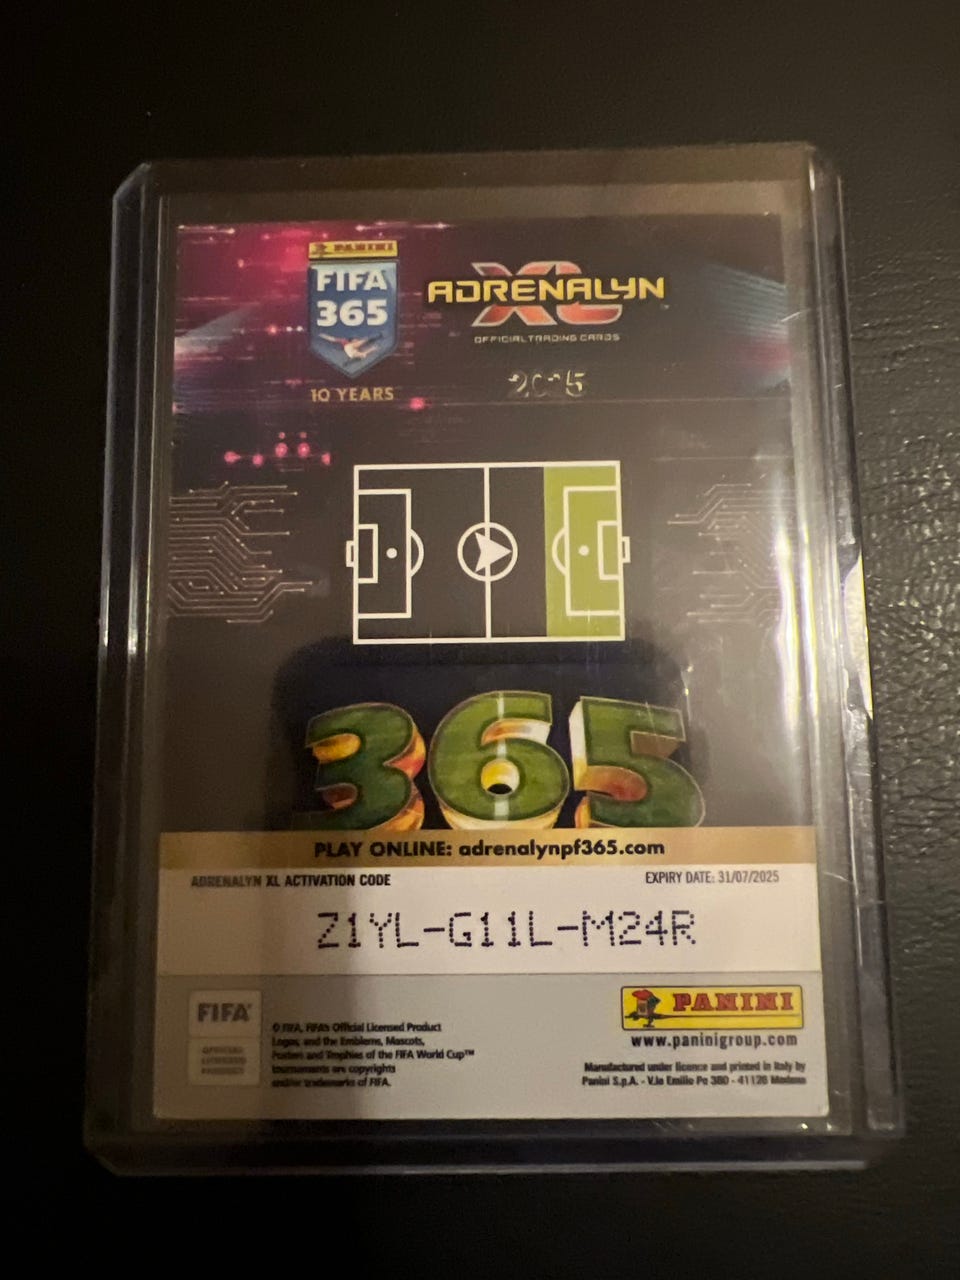 PANINI
FIFA
365
10 YEARS
ADRENALYN
XL
OFFICIAL TRADING CARDS
2025
365
PLAY ONLINE: adrenalynpf365.com
ADRENALYN XL ACTIVATION CODE
EXPIRY DATE: 31/07/2025
Z1YL-G11L-M24R
FIFA®
OFFICIAL
LICENSED
PRODUCT
© FIFA, FIFA's Official Licensed Product
Logos, and the Emblems, Mascots,
Posters and Trophies of the FIFA World Cup™
tournaments are copyrights
and/or trademarks of FIFA.
PANINI
www.paninigroup.com
Manufactured under licence and printed in Italy by
Panini S.p.A. - V.le Emilio Po 380 - 41126 Modena